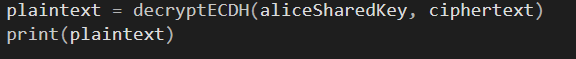 plaintext = decryptECDH(aliceSharedKey, ciphertext)
print(plaintext)